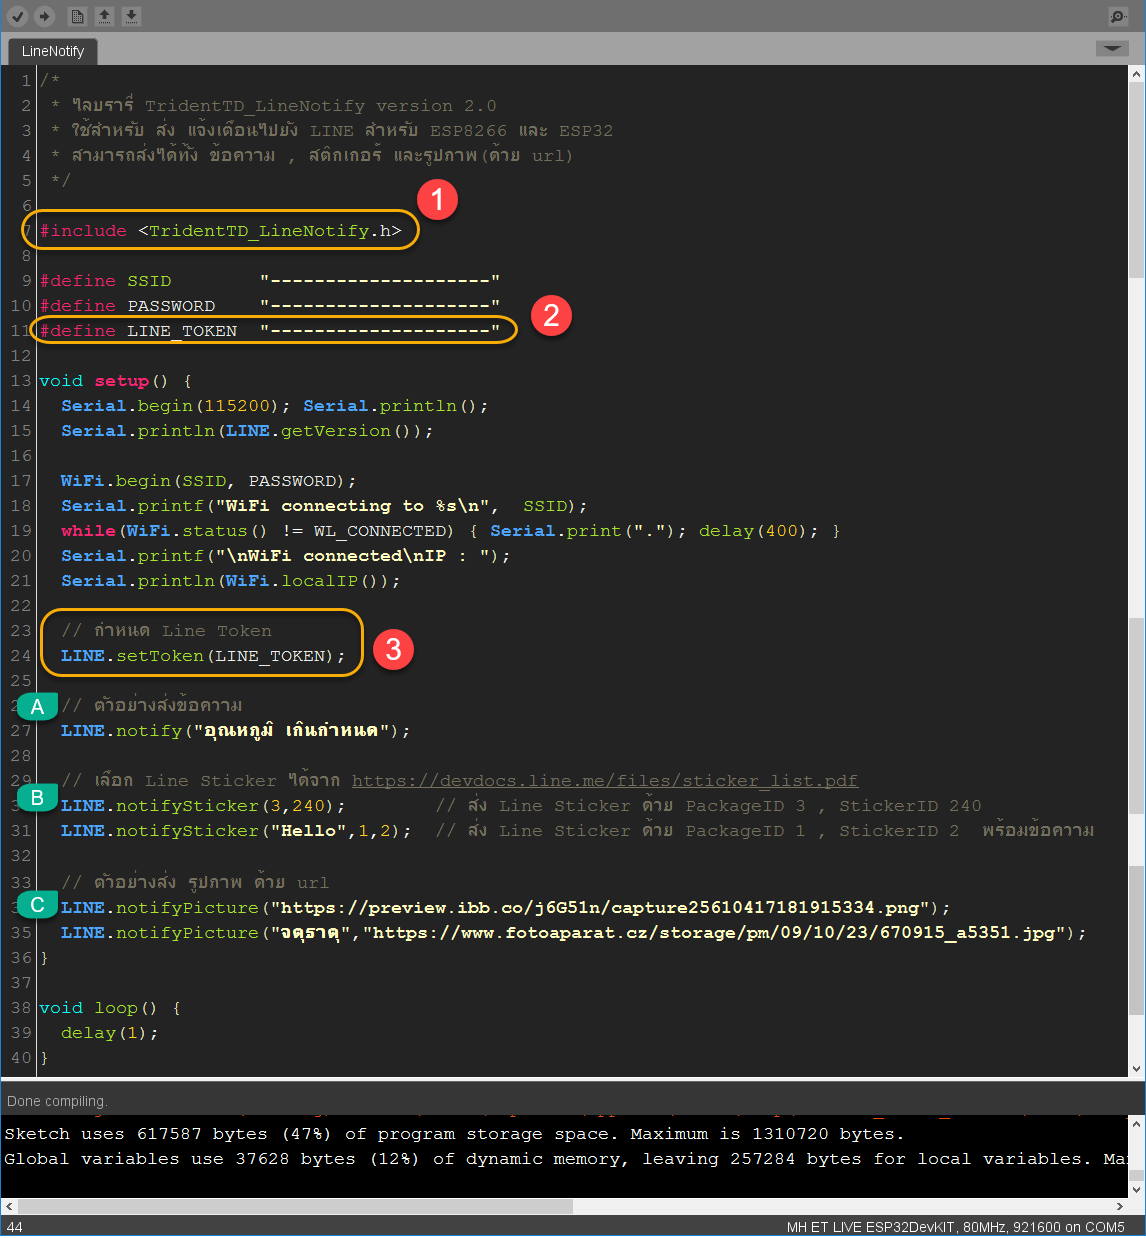 LineNotify
1 /*
2 * ไลบรารี่ TridentTD_LineNotify version 2.0
3 * ใช้สำหรับ ส่ง แจ้งเตือนไปยัง LINE สำหรับ ESP8266 และ ESP32
4 * สามารถส่งได้ทั้ง ข้อความ , สติกเกอร์ และรูปภาพ(ด้วย url)
5 */
6
1
7 #include <TridentTD_LineNotify.h>
8
9 #define SSID "--------------------"
10 #define PASSWORD "--------------------"
2
11 #define LINE_TOKEN "--------------------"
12
13 void setup() {
14 Serial.begin(115200); Serial.println();
15 Serial.println(LINE.getVersion());
16
17 WiFi.begin(SSID, PASSWORD);
18 Serial.printf("WiFi connecting to %s\n", SSID);
19 while(WiFi.status() != WL_CONNECTED) { Serial.print("."); delay(400); }
20 Serial.printf("\nWiFi connected\nIP : ");
21 Serial.println(WiFi.localIP());
22
23 // กำหนด Line Token
24 LINE.setToken(LINE_TOKEN);
3
25
A // ตัวอย่างส่งข้อความ
27 LINE.notify("อุณหภูมิ เกินกำหนด");
28
29 // เลือก Line Sticker ได้จาก https://devdocs.line.me/files/sticker_list.pdf
B LINE.notifySticker(3,240); // ส่ง Line Sticker ด้วย PackageID 3 , StickerID 240
31 LINE.notifySticker("Hello",1,2); // ส่ง Line Sticker ด้วย PackageID 1 , StickerID 2 พร้อมข้อความ
32
33 // ตัวอย่างส่ง รูปภาพ ด้วย url
C LINE.notifyPicture("https://preview.ibb.co/j6G51n/capture25610417181915334.png");
35 LINE.notifyPicture("จตุธาตุ","https://www.fotoaparat.cz/storage/pm/09/10/23/670915_a5351.jpg");
36 }
37
38 void loop() {
39 delay(1);
40 }
Done compiling.
Sketch uses 617587 bytes (47%) of program storage space. Maximum is 1310720 bytes.
Global variables use 37628 bytes (12%) of dynamic memory, leaving 257284 bytes for local variables.
44 MH ET LIVE ESP32DevKIT, 80MHz, 921600 on COM5